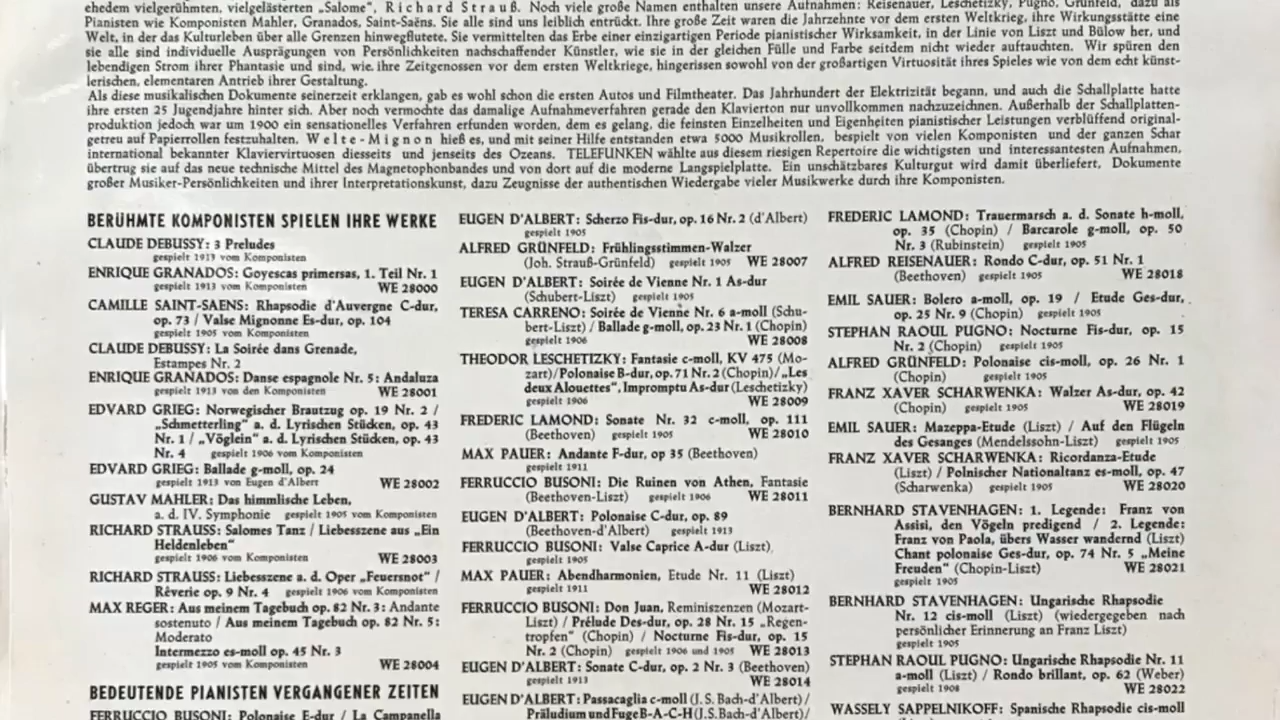 ehedem vielgerühmten, vielgelästerten „Salome“, Richard Strauß. Noch viele große Namen enthalten unsere Aufnahmen: Reisenauer, Leschetizky, Pugno, Grünfeld, dazu als
Pianisten wie Komponisten Mahler, Granados, Saint-Saëns. Sie alle sind uns leiblich entrückt. Ihre große Zeit waren die Jahrzehnte vor dem ersten Weltkrieg, ihre Wirkungsstätte eine
Welt, in der das Kulturleben über alle Grenzen hinwegflutete. Sie vermittelten das Erbe einer einzigartigen Periode pianistischer Wirksamkeit, in der Linie von Liszt und Bülow her, und
sie alle sind individuelle Ausprägungen von Persönlichkeiten nachschaffender Künstler, wie sie in der gleichen Fülle und Farbe seitdem nicht wieder auftauchten. Wir spüren den
lebendigen Strom ihrer Phantasie und sind, wie ihre Zeitgenossen vor dem ersten Weltkriege, hingerissen sowohl von der großartigen Virtuosität ihres Spieles wie von dem echt künst-
lerischen, elementaren Antrieb ihrer Gestaltung.
Als diese musikalischen Dokumente seinerzeit erklangen, gab es wohl schon die ersten Autos und Filmtheater. Das Jahrhundert der Elektrizität begann, und auch die Schallplatte hatte
ihre ersten 25 Jugendjahre hinter sich. Aber noch vermochte das damalige Aufnahmeverfahren gerade den Klavierton nur unvollkommen nachzuzeichnen. Außerhalb der Schallplatten-
produktion jedoch war um 1900 ein sensationelles Verfahren erfunden worden, dem es gelang, die feinsten Einzelheiten und Eigenheiten pianistischer Leistungen verblüffend original-
getreu auf Papierrollen festzuhalten. Welte-Mignon hieß es, und mit seiner Hilfe entstanden etwa 5000 Musikrollen, bespielt von vielen Komponisten und der ganzen Schar
international bekannter Klaviervirtuosen diesseits und jenseits des Ozeans. TELEFUNKEN wählte aus diesem riesigen Repertoire die wichtigsten und interessantesten Aufnahmen,
übertrug sie auf das neue technische Mittel des Magnetophonbandes und von dort auf die moderne Langspielplatte. Ein unschätzbares Kulturgut wird damit überliefert, Dokumente
großer Musiker-Persönlichkeiten und ihrer Interpretationskunst, dazu Zeugnisse der authentischen Wiedergabe vieler Musikwerke durch ihre Komponisten.
BERÜHMTE KOMPONISTEN SPIELEN IHRE WERKE
CLAUDE DEBUSSY: 3 Preludes
gespielt 1913 vom Komponisten
ENRIQUE GRANADOS: Goyescas primersas, 1. Teil Nr. 1
gespielt 1913 vom Komponisten WE 28000
CAMILLE SAINT-SAENS: Rhapsodie d'Auvergne C-dur,
op. 73 / Valse Mignonne Es-dur, op. 104
gespielt 1905 vom Komponisten
CLAUDE DEBUSSY: La Soirée dans Grenade,
Estampes Nr. 2
ENRIQUE GRANADOS: Danse espagnole Nr. 5: Andaluza
gespielt 1913 von den Komponisten WE 28001
EDVARD GRIEG: Norwegischer Brautzug op. 19 Nr. 2 /
„Schmetterling“ a. d. Lyrischen Stücken, op. 43
Nr. 1 / „Vöglein“ a. d. Lyrischen Stücken, op. 43
Nr. 4 gespielt 1906 vom Komponisten
EDVARD GRIEG: Ballade g-moll, op. 24
gespielt 1913 von Eugen d'Albert WE 28002
GUSTAV MAHLER: Das himmlische Leben,
a. d. IV. Symphonie gespielt 1905 vom Komponisten
RICHARD STRAUSS: Salomes Tanz / Liebesszene aus „Ein
Heldenleben“
gespielt 1906 vom Komponisten WE 28003
RICHARD STRAUSS: Liebesszene a. d. Oper „Feuersnot“ /
Rêverie op. 9 Nr. 4 gespielt 1906 vom Komponisten
MAX REGER: Aus meinem Tagebuch op. 82 Nr. 3: Andante
sostenuto / Aus meinem Tagebuch op. 82 Nr. 5:
Moderato
Intermezzo es-moll op. 45 Nr. 3
gespielt 1905 vom Komponisten WE 28004
BEDEUTENDE PIANISTEN VERGANGENER ZEITEN
FERRUCCIO BUSONI: Polonaise E-dur / La Campanella
EUGEN D'ALBERT: Scherzo Fis-dur, op. 16 Nr. 2 (d'Albert)
gespielt 1905
ALFRED GRÜNFELD: Frühlingsstimmen-Walzer
(Joh. Strauß-Grünfeld) gespielt 1905 WE 28007
EUGEN D'ALBERT: Soirée de Vienne Nr. 1 As-dur
(Schubert-Liszt) gespielt 1905
TERESA CARRENO: Soirée de Vienne Nr. 6 a-moll (Schu-
bert-Liszt) / Ballade g-moll, op. 23 Nr. 1 (Chopin)
gespielt 1906 WE 28008
THEODOR LESCHETIZKY: Fantasie c-moll, KV 475 (Mo-
zart)/Polonaise B-dur, op. 71 Nr. 2 (Chopin)/„Les
deux Alouettes“, Impromptu As-dur (Leschetizky)
gespielt 1906 WE 28009
FREDERIC LAMOND: Sonate Nr. 32 c-moll, op. 111
(Beethoven) gespielt 1905 WE 28010
MAX PAUER: Andante F-dur, op 35 (Beethoven)
gespielt 1911
FERRUCCIO BUSONI: Die Ruinen von Athen, Fantasie
(Beethoven-Liszt) gespielt 1906 WE 28011
EUGEN D'ALBERT: Polonaise C-dur, op. 89
(Beethoven-d'Albert) gespielt 1913
FERRUCCIO BUSONI: Valse Caprice A-dur (Liszt)
gespielt 1905
MAX PAUER: Abendharmonien, Etude Nr. 11 (Liszt)
gespielt 1911 WE 28012
FERRUCCIO BUSONI: Don Juan, Reminiszenzen (Mozart-
Liszt) / Prélude Des-dur, op. 28 Nr. 15 „Regen-
tropfen“ (Chopin) / Nocturne Fis-dur, op. 15
Nr. 2 (Chopin) gespielt 1906 und 1905 WE 28013
EUGEN D'ALBERT: Sonate C-dur, op. 2 Nr. 3 (Beethoven)
gespielt 1913 WE 28014
EUGEN D'ALBERT: Passacaglia c-moll (J. S. Bach-d'Albert) /
Präludium und Fuge B-A-C-H (J. S. Bach-d'Albert) /
FREDERIC LAMOND: Trauermarsch a. d. Sonate h-moll,
op. 35 (Chopin) / Barcarole g-moll, op. 50
Nr. 3 (Rubinstein) gespielt 1905
ALFRED REISENAUER: Rondo C-dur, op. 51 Nr. 1
(Beethoven) gespielt 1905 WE 28018
EMIL SAUER: Bolero a-moll, op. 19 / Etude Ges-dur,
op. 25 Nr. 9 (Chopin) gespielt 1905
STEPHAN RAOUL PUGNO: Nocturne Fis-dur, op. 15
Nr. 2 (Chopin) gespielt 1905
ALFRED GRÜNFELD: Polonaise cis-moll, op. 26 Nr. 1
(Chopin) gespielt 1905
FRANZ XAVER SCHARWENKA: Walzer As-dur, op. 42
(Chopin) gespielt 1905 WE 28019
EMIL SAUER: Mazeppa-Etude (Liszt) / Auf den Flügeln
des Gesanges (Mendelssohn-Liszt) gespielt 1905
FRANZ XAVER SCHARWENKA: Ricordanza-Etude
(Liszt) / Polnischer Nationaltanz es-moll, op. 47
(Scharwenka) gespielt 1905 WE 28020
BERNHARD STAVENHAGEN: 1. Legende: Franz von
Assisi, den Vögeln predigend / 2. Legende:
Franz von Paola, übers Wasser wandernd (Liszt)
Chant polonaise Ges-dur, op. 74 Nr. 5 „Meine
Freuden“ (Chopin-Liszt) WE 28021
gespielt 1905
BERNHARD STAVENHAGEN: Ungarische Rhapsodie
Nr. 12 cis-moll (Liszt) (wiedergegeben nach
persönlicher Erinnerung an Franz Liszt)
gespielt 1905
STEPHAN RAOUL PUGNO: Ungarische Rhapsodie Nr. 11
a-moll (Liszt) / Rondo brillant, op. 62 (Weber)
gespielt 1908 WE 28022
WASSELY SAPPELNIKOFF: Spanische Rhapsodie cis-moll